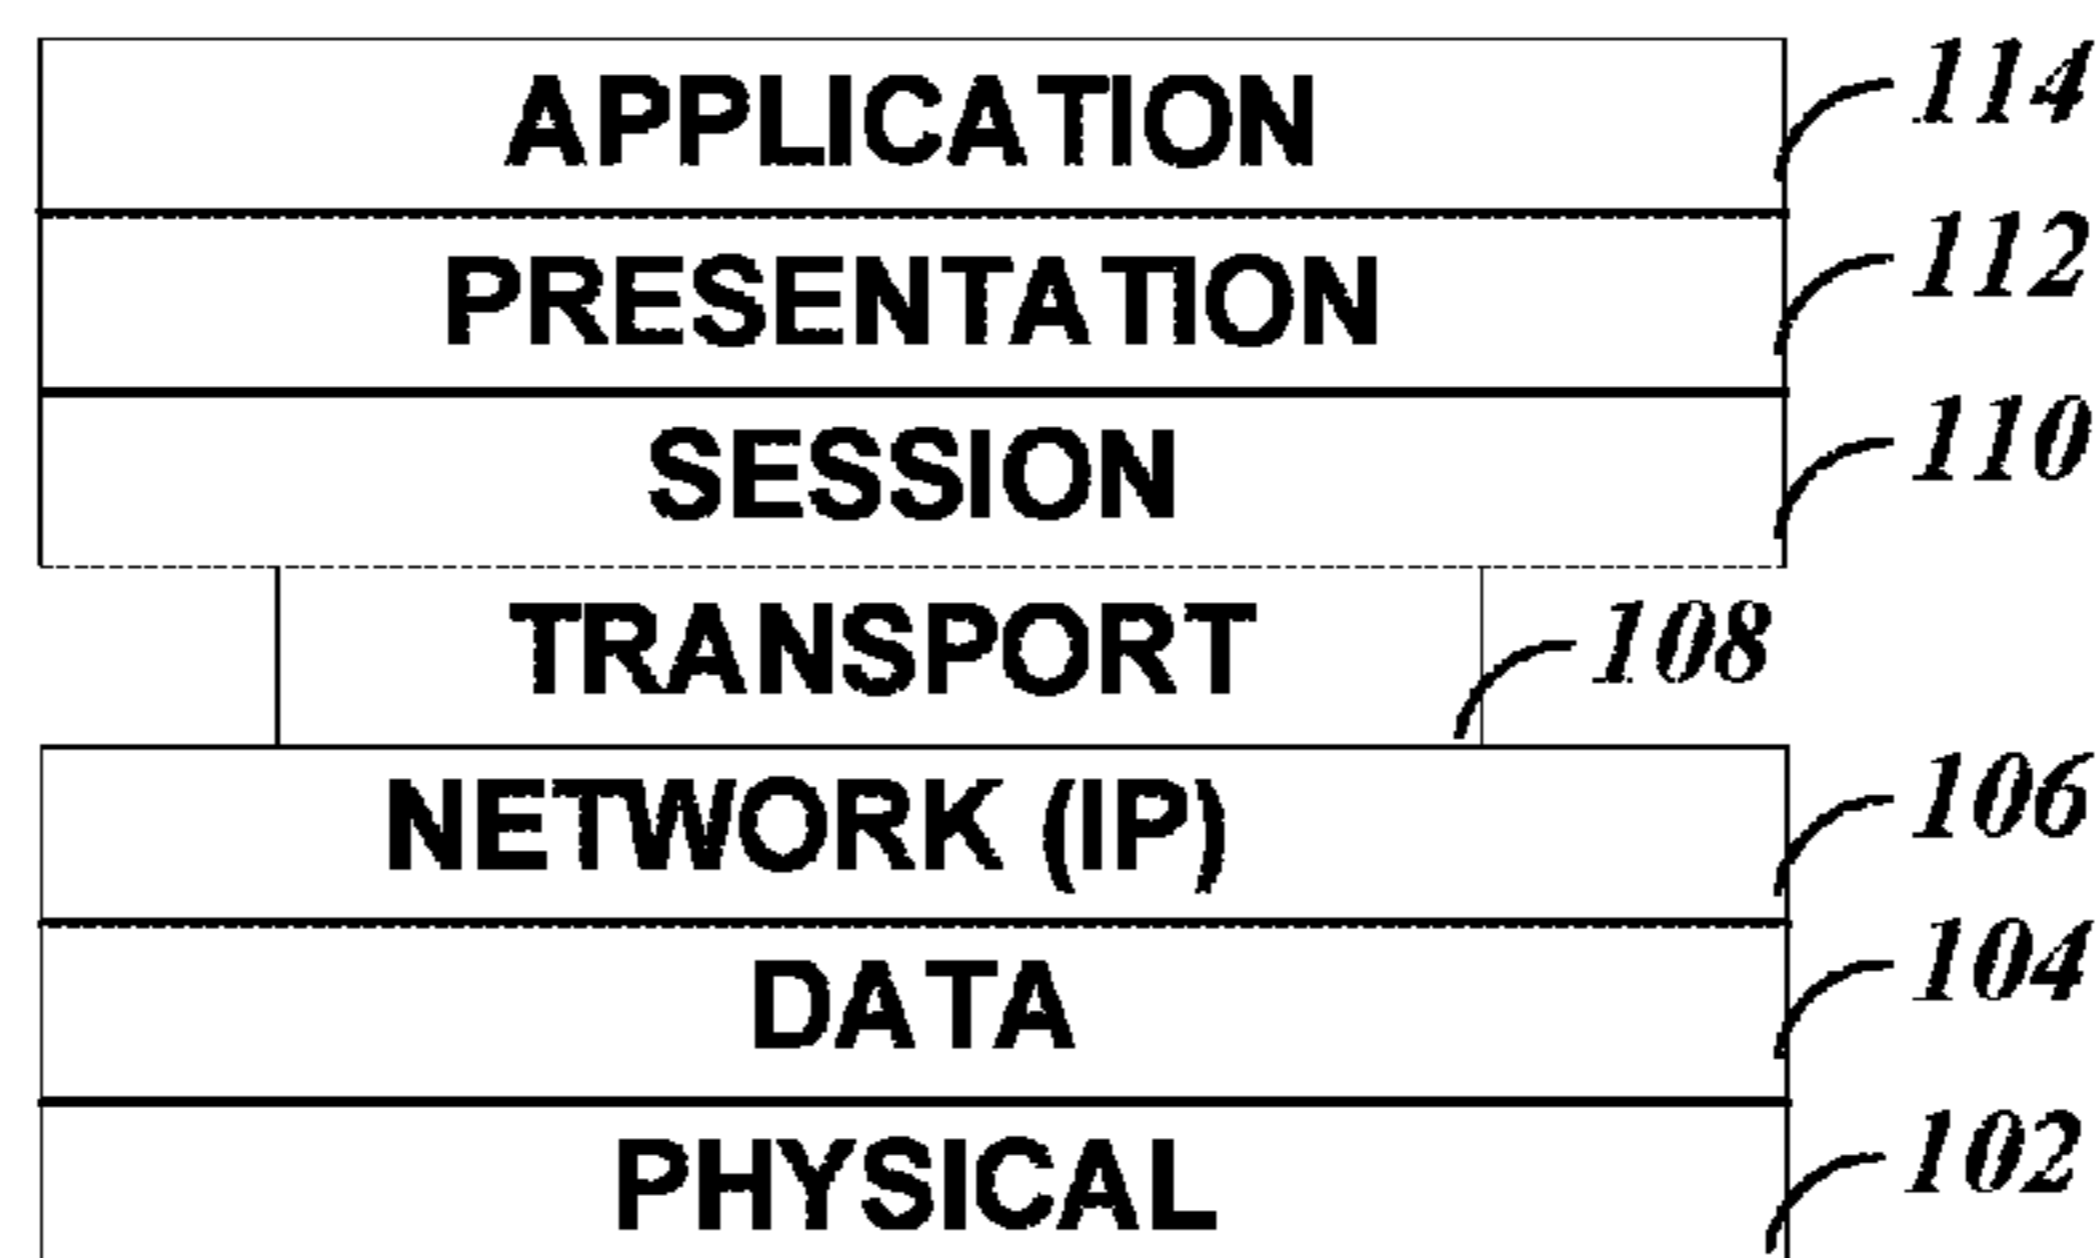 APPLICATION 114
PRESENTATION 112
SESSION 110
TRANSPORT 108
NETWORK (IP) 106
DATA 104
PHYSICAL 102